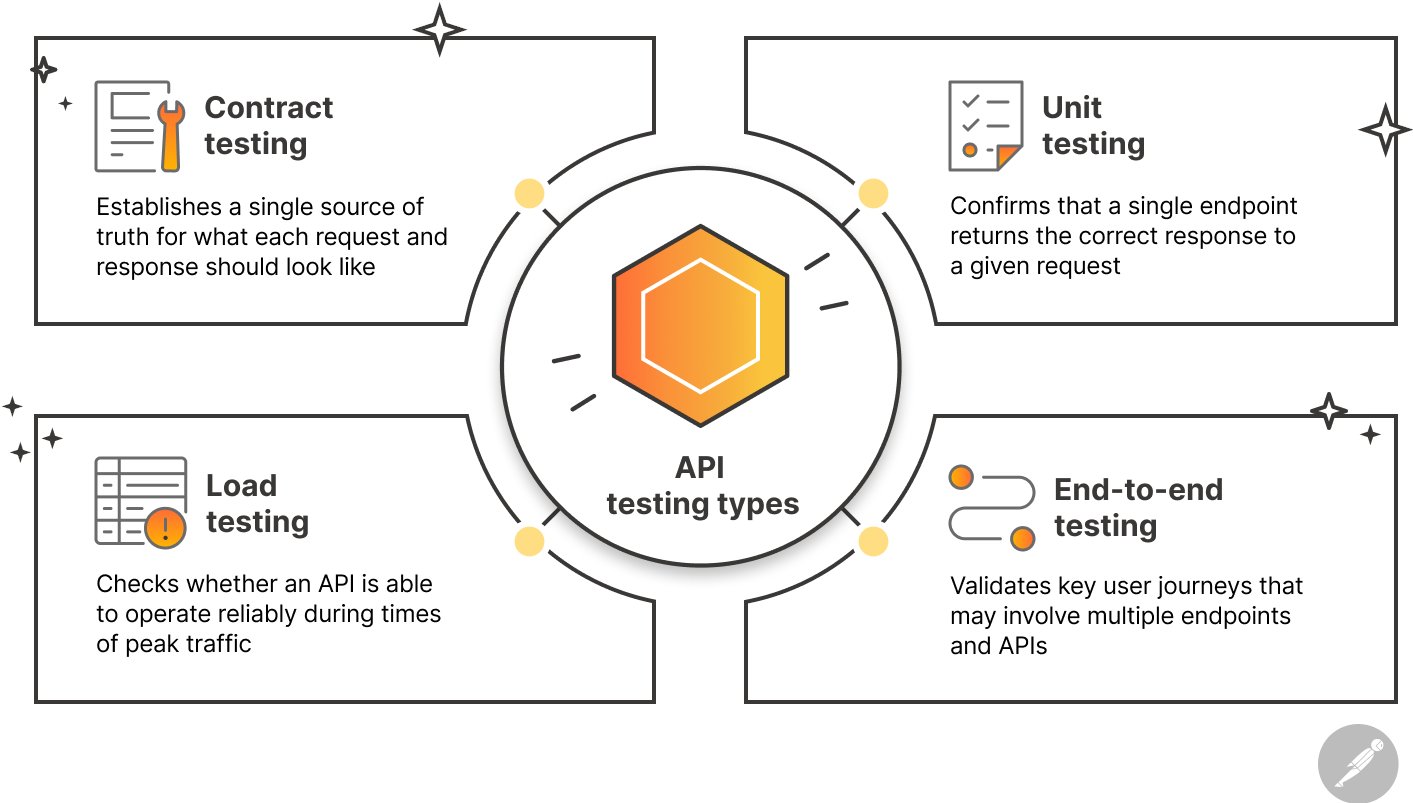 Contract
testing
Establishes a single source of
truth for what each request and
response should look like
Unit
testing
Confirms that a single endpoint
returns the correct response to
a given request
API
testing types
Load
testing
Checks whether an API is able
to operate reliably during times
of peak traffic
End-to-end
testing
Validates key user journeys that
may involve multiple endpoints
and APIs